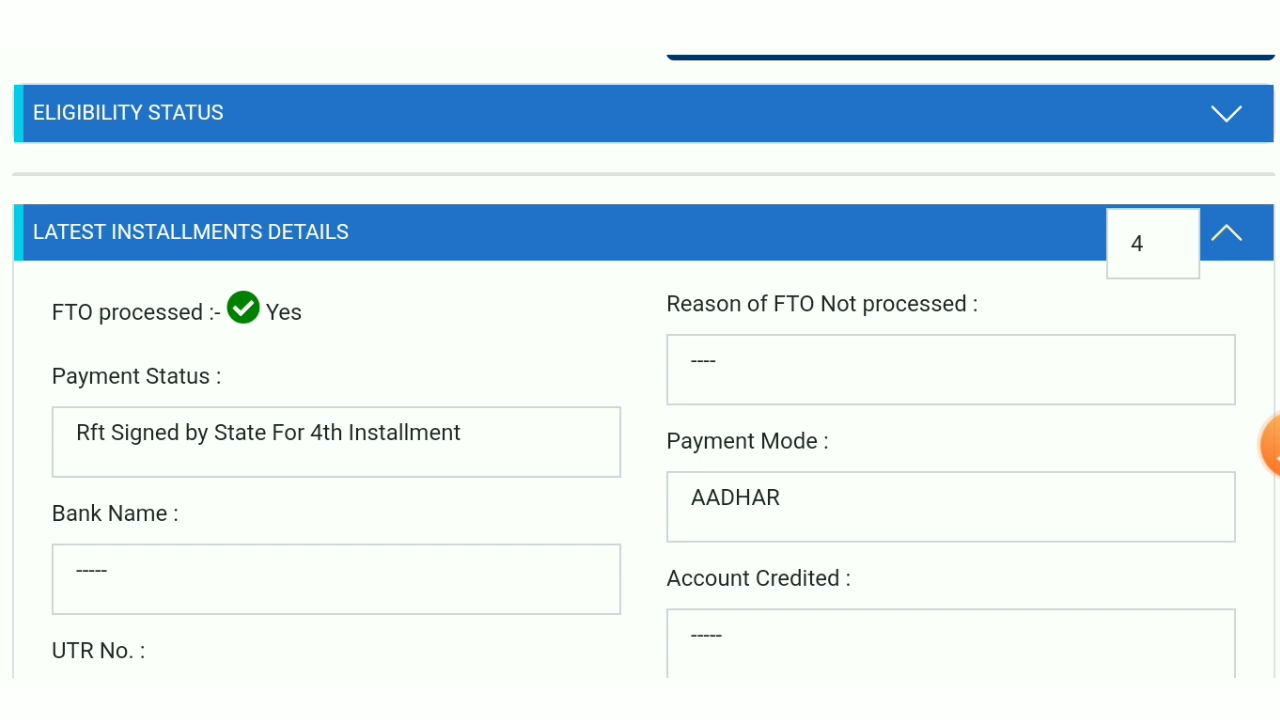 ELIGIBILITY STATUS
LATEST INSTALLMENTS DETAILS
4
FTO processed :- Yes
Payment Status :
Rft Signed by State For 4th Installment
Bank Name :
-----
UTR No. :
Reason of FTO Not processed :
----
Payment Mode :
AADHAR
Account Credited :
-----